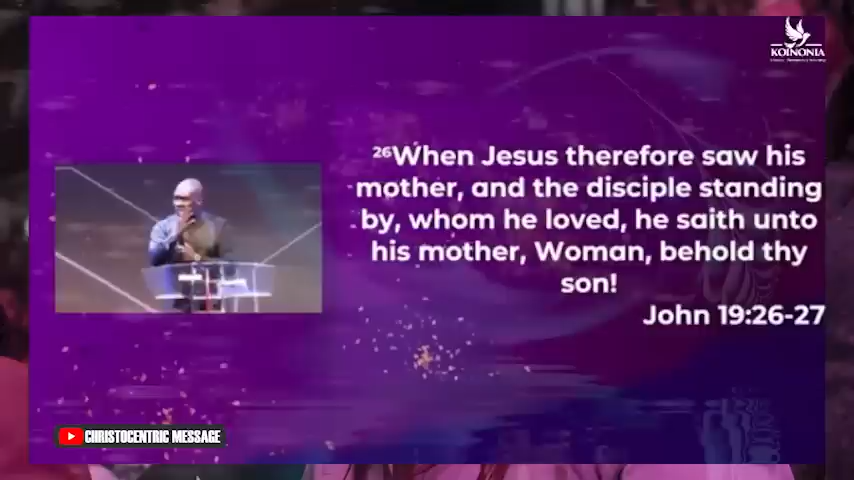 KOINONIA
²⁶When Jesus therefore saw his
mother, and the disciple standing
by, whom he loved, he saith unto
his mother, Woman, behold thy
son!
John 19:26-27
CHRISTOCENTRIC MESSAGE